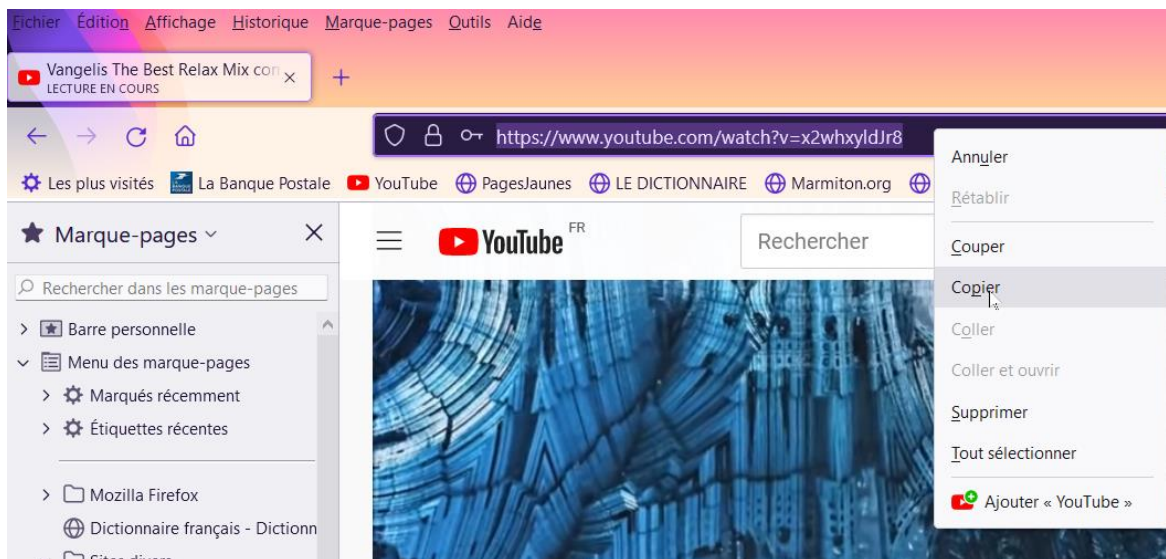 Fichier Édition Affichage Historique Marque-pages Outils Aide
Vangelis The Best Relax Mix con
LECTURE EN COURS
https://www.youtube.com/watch?v=x2whxyldJr8
Les plus visités La Banque Postale YouTube PagesJaunes LE DICTIONNAIRE Marmiton.org
Marque-pages
Rechercher dans les marque-pages
Barre personnelle
Menu des marque-pages
Marqués récemment
Étiquettes récentes
Mozilla Firefox
Dictionnaire français - Dictionn
YouTube FR
Rechercher
Annuler
Rétablir
Couper
Copier
Coller
Coller et ouvrir
Supprimer
Tout sélectionner
Ajouter « YouTube »